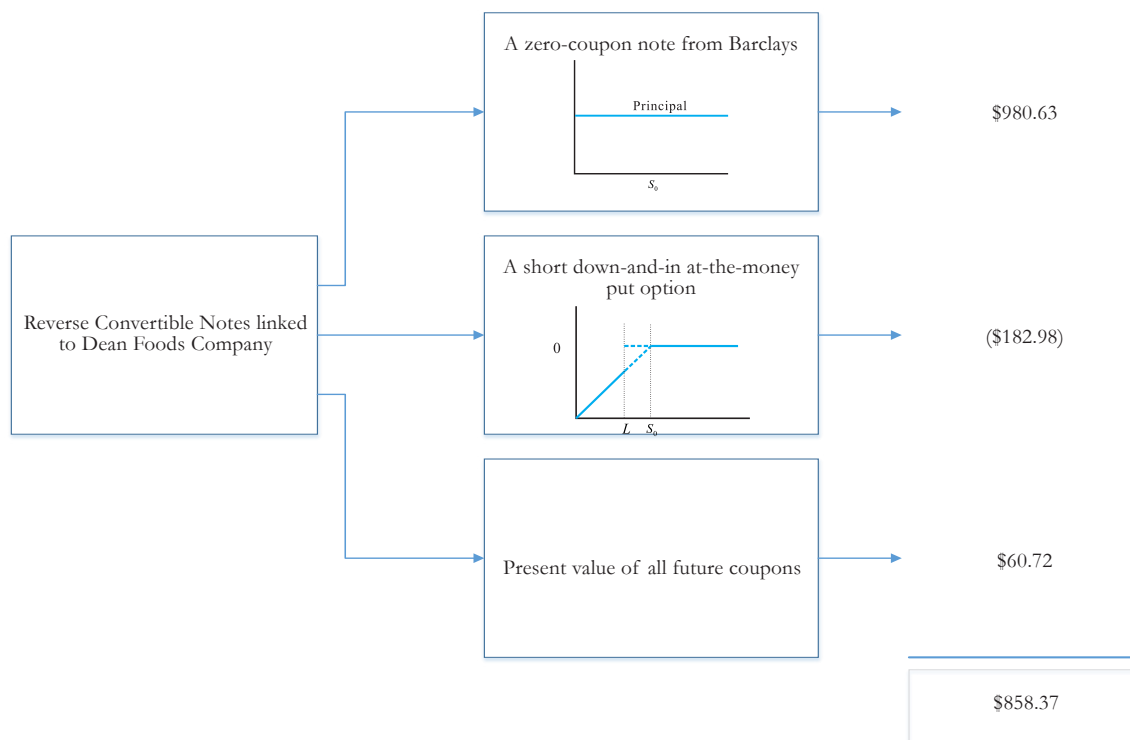 A zero-coupon note from Barclays
Principal
S₀
$980.63
Reverse Convertible Notes linked
to Dean Foods Company
A short down-and-in at-the-money
put option
0
L S₀
($182.98)
Present value of all future coupons
$60.72
$858.37